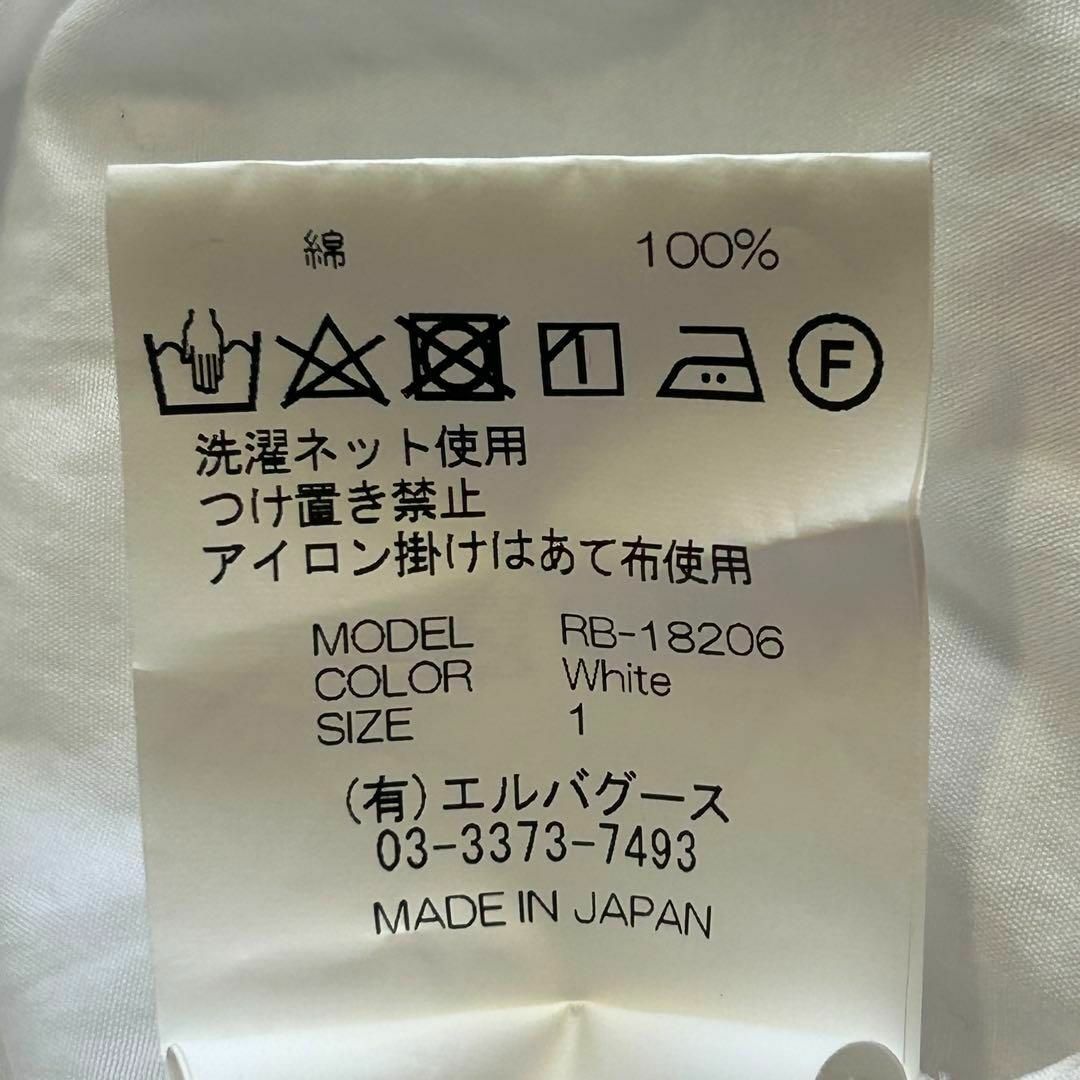 綿 100%
F
洗濯ネット使用
つけ置き禁止
アイロン掛けはあて布使用
MODEL RB-18206
COLOR White
SIZE 1
(有)エルバグース
03-3373-7493
MADE IN JAPAN